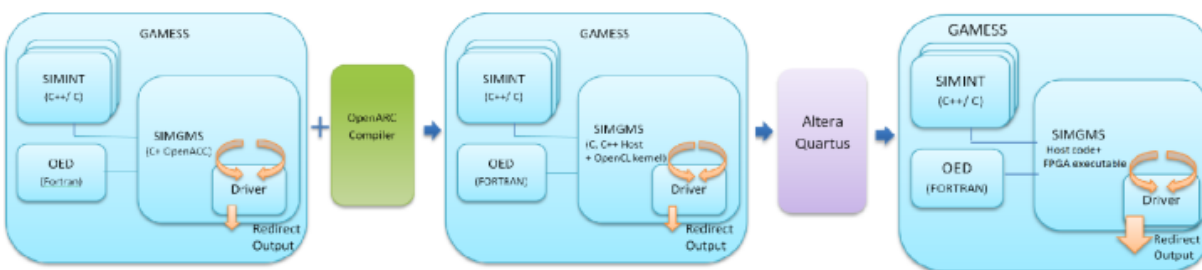 GAMESS
SIMINT
(C++/ C)
SIMGMS
(C+ OpenACC)
OED
(Fortran)
Driver
Redirect
Output
+
OpenARC
Compiler
GAMESS
SIMINT
(C++/ C)
SIMGMS
(C, C++ Host
+ OpenCL kernel)
OED
(FORTRAN)
Driver
Redirect
Output
Altera
Quartus
GAMESS
SIMINT
(C++/ C)
SIMGMS
Host code+
FPGA executable
OED
(FORTRAN)
Driver
Redirect
Output